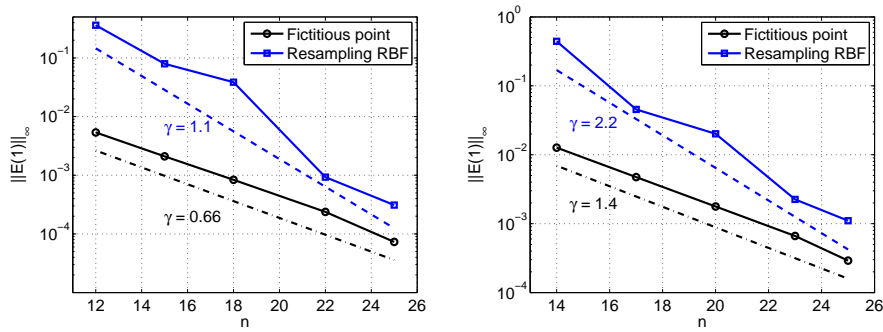 Fictitious point
Resampling RBF
10^-1
10^-2
10^-3
10^-4
||E(1)||∞
γ = 1.1
γ = 0.66
12 14 16 18 20 22 24 26
n
Fictitious point
Resampling RBF
10^0
10^-1
10^-2
10^-3
10^-4
||E(1)||∞
γ = 2.2
γ = 1.4
14 16 18 20 22 24 26
n